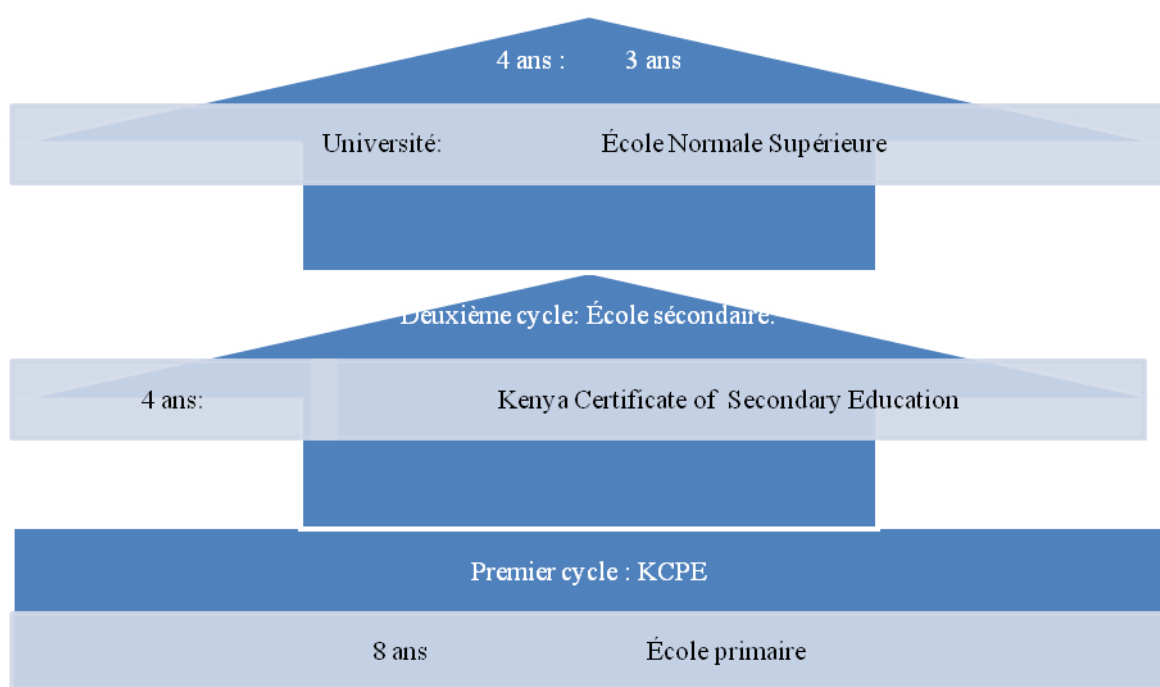 4 ans : 3 ans
Université: École Normale Supérieure
Deuxième cycle: École sécondaire.
4 ans: Kenya Certificate of Secondary Education
Premier cycle : KCPE
8 ans École primaire